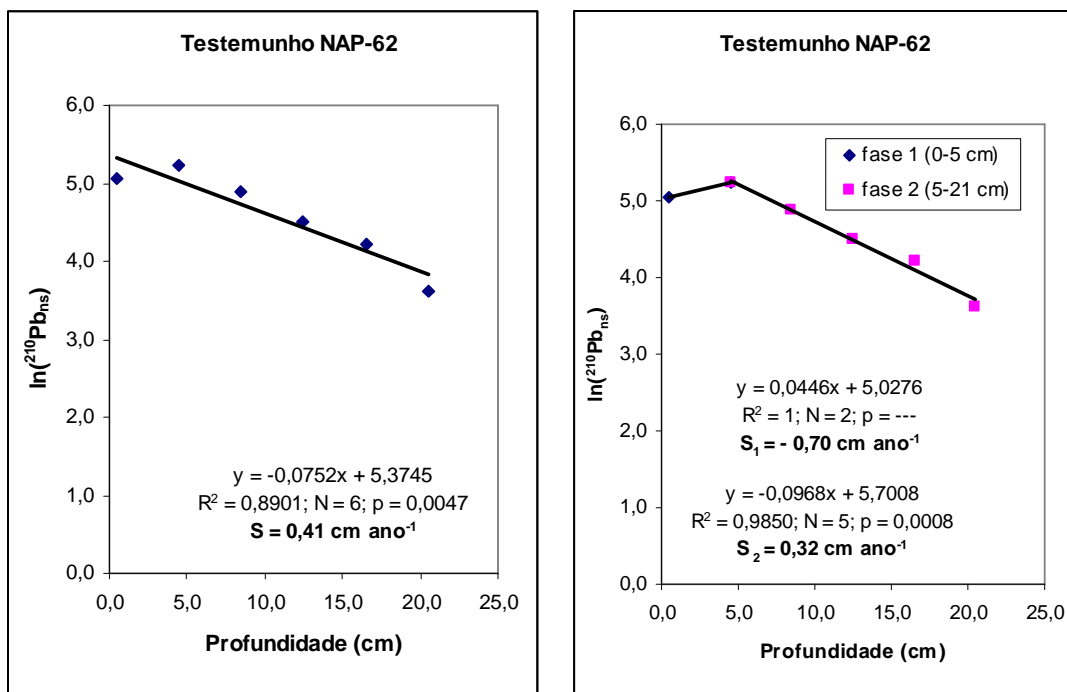 Testemunho NAP-62
6,0
5,0
4,0
3,0
2,0
1,0
0,0
ln(²¹⁰Pbₙₛ)
y = -0,0752x + 5,3745
R² = 0,8901; N = 6; p = 0,0047
S = 0,41 cm ano⁻¹
0,0 5,0 10,0 15,0 20,0 25,0
Profundidade (cm)
Testemunho NAP-62
6,0
5,0
4,0
3,0
2,0
1,0
0,0
ln(²¹⁰Pbₙₛ)
fase 1 (0-5 cm)
fase 2 (5-21 cm)
y = 0,0446x + 5,0276
R² = 1; N = 2; p = ---
S₁ = - 0,70 cm ano⁻¹
y = -0,0968x + 5,7008
R² = 0,9850; N = 5; p = 0,0008
S₂ = 0,32 cm ano⁻¹
0,0 5,0 10,0 15,0 20,0 25,0
Profundidade (cm)